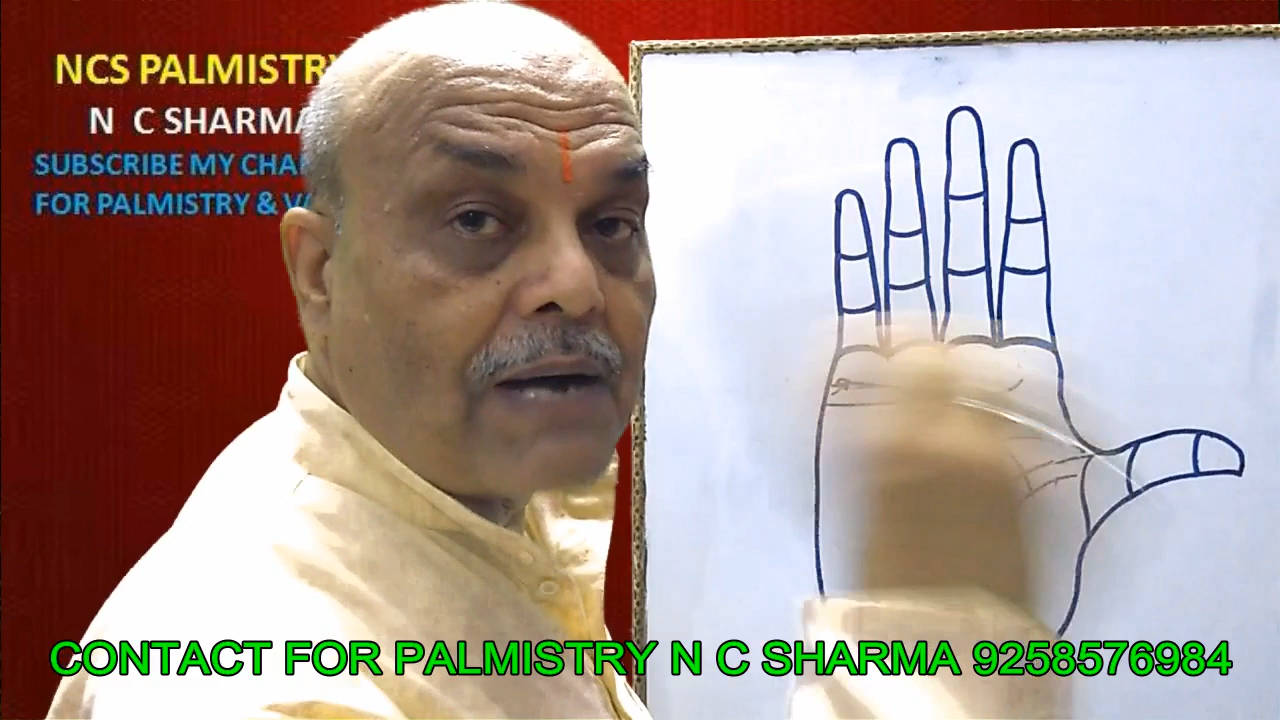 NCS PALMISTRY
N C SHARMA
SUBSCRIBE MY
FOR PALMISTRY &
CONTACT FOR PALMISTRY N C SHARMA 9258576984